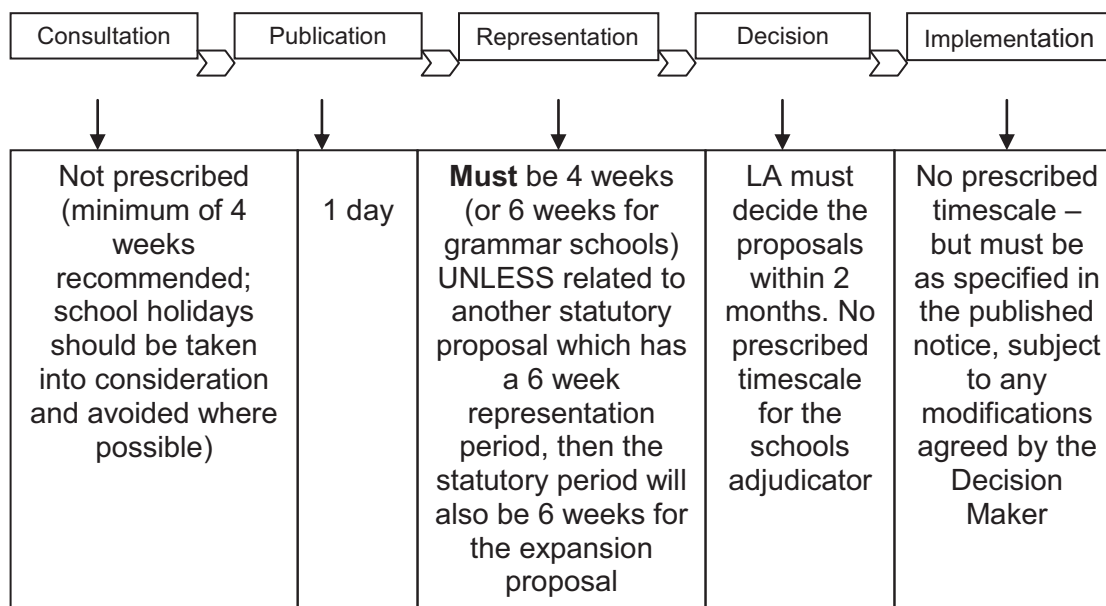 Consultation
Publication
Representation
Decision
Implementation
Not prescribed
(minimum of 4
weeks
recommended;
school holidays
should be taken
into consideration
and avoided where
possible)
1 day
Must be 4 weeks
(or 6 weeks for
grammar schools)
UNLESS related to
another statutory
proposal which has
a 6 week
representation
period, then the
statutory period will
also be 6 weeks for
the expansion
proposal
LA must
decide the
proposals
within 2
months. No
prescribed
timescale
for the
schools
adjudicator
No prescribed
timescale –
but must be
as specified in
the published
notice, subject
to any
modifications
agreed by the
Decision
Maker